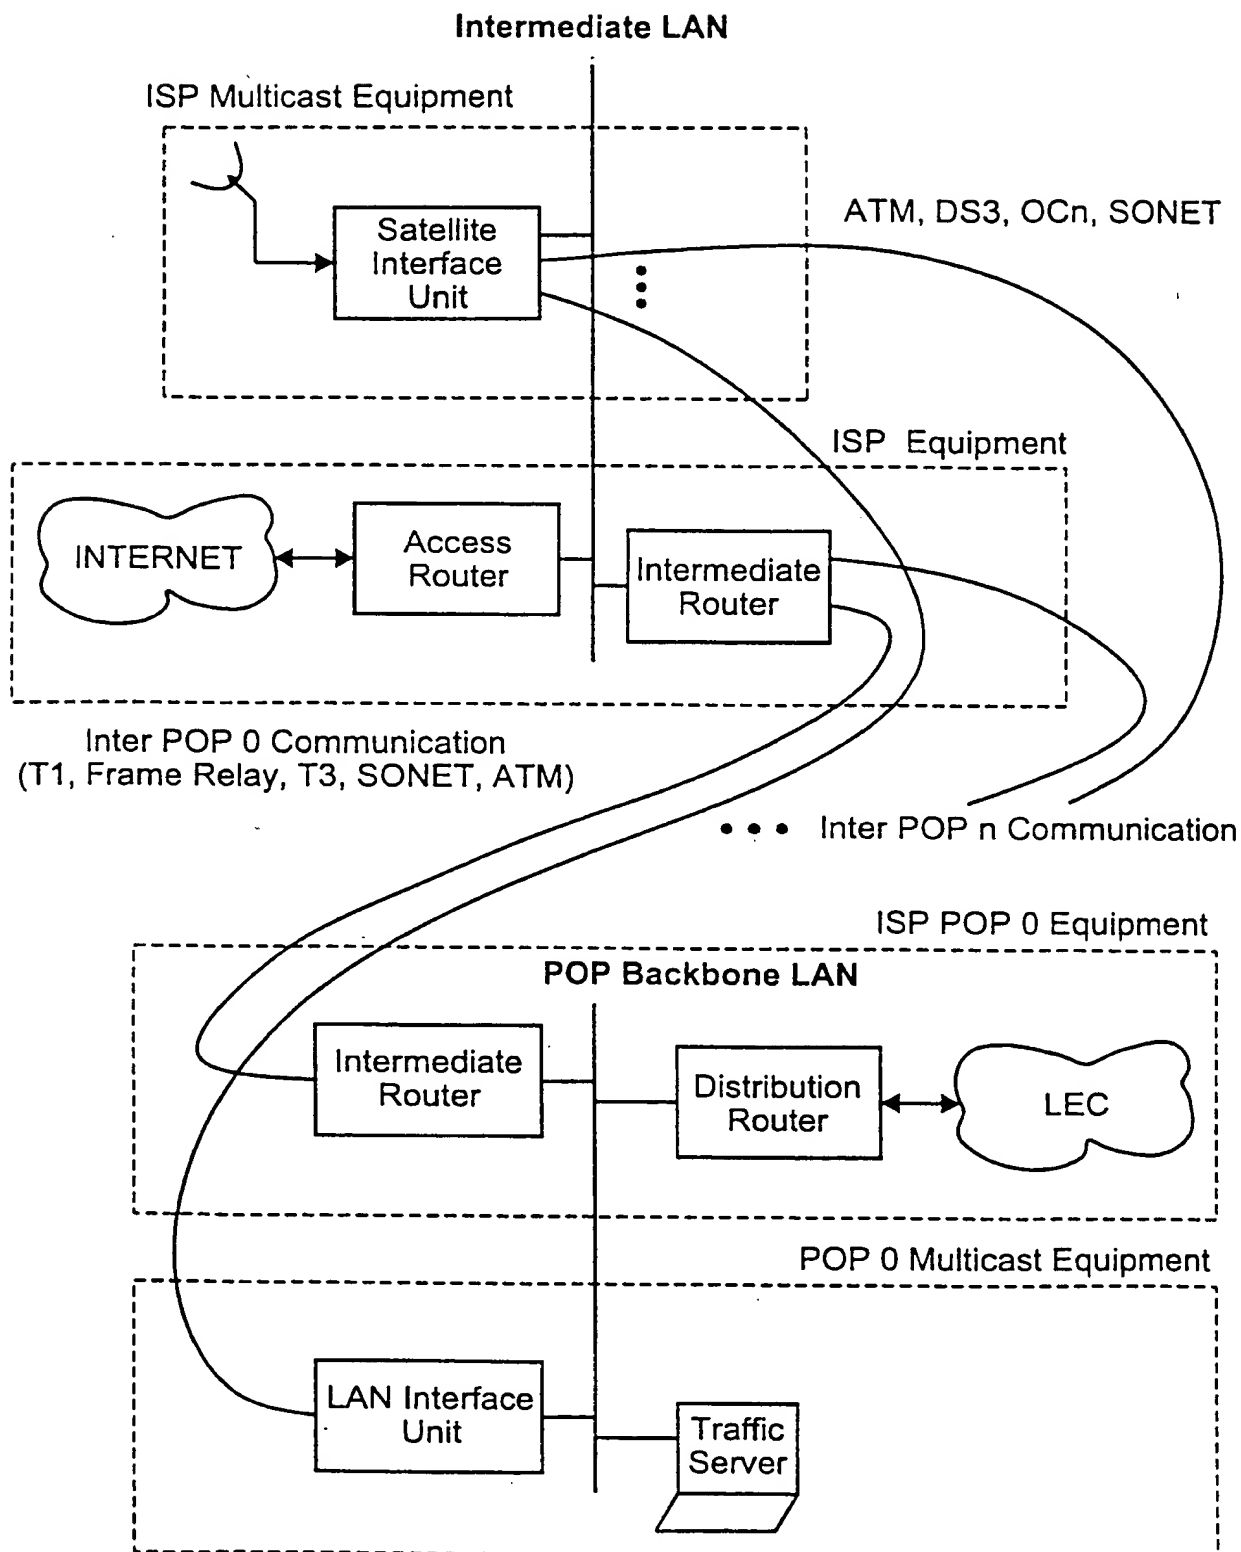 Intermediate LAN
ISP Multicast Equipment
Satellite
Interface
Unit
ATM, DS3, OCn, SONET
ISP Equipment
INTERNET
Access
Router
Intermediate
Router
Inter POP 0 Communication
(T1, Frame Relay, T3, SONET, ATM)
Inter POP n Communication
ISP POP 0 Equipment
POP Backbone LAN
Intermediate
Router
Distribution
Router
LEC
POP 0 Multicast Equipment
LAN Interface
Unit
Traffic
Server